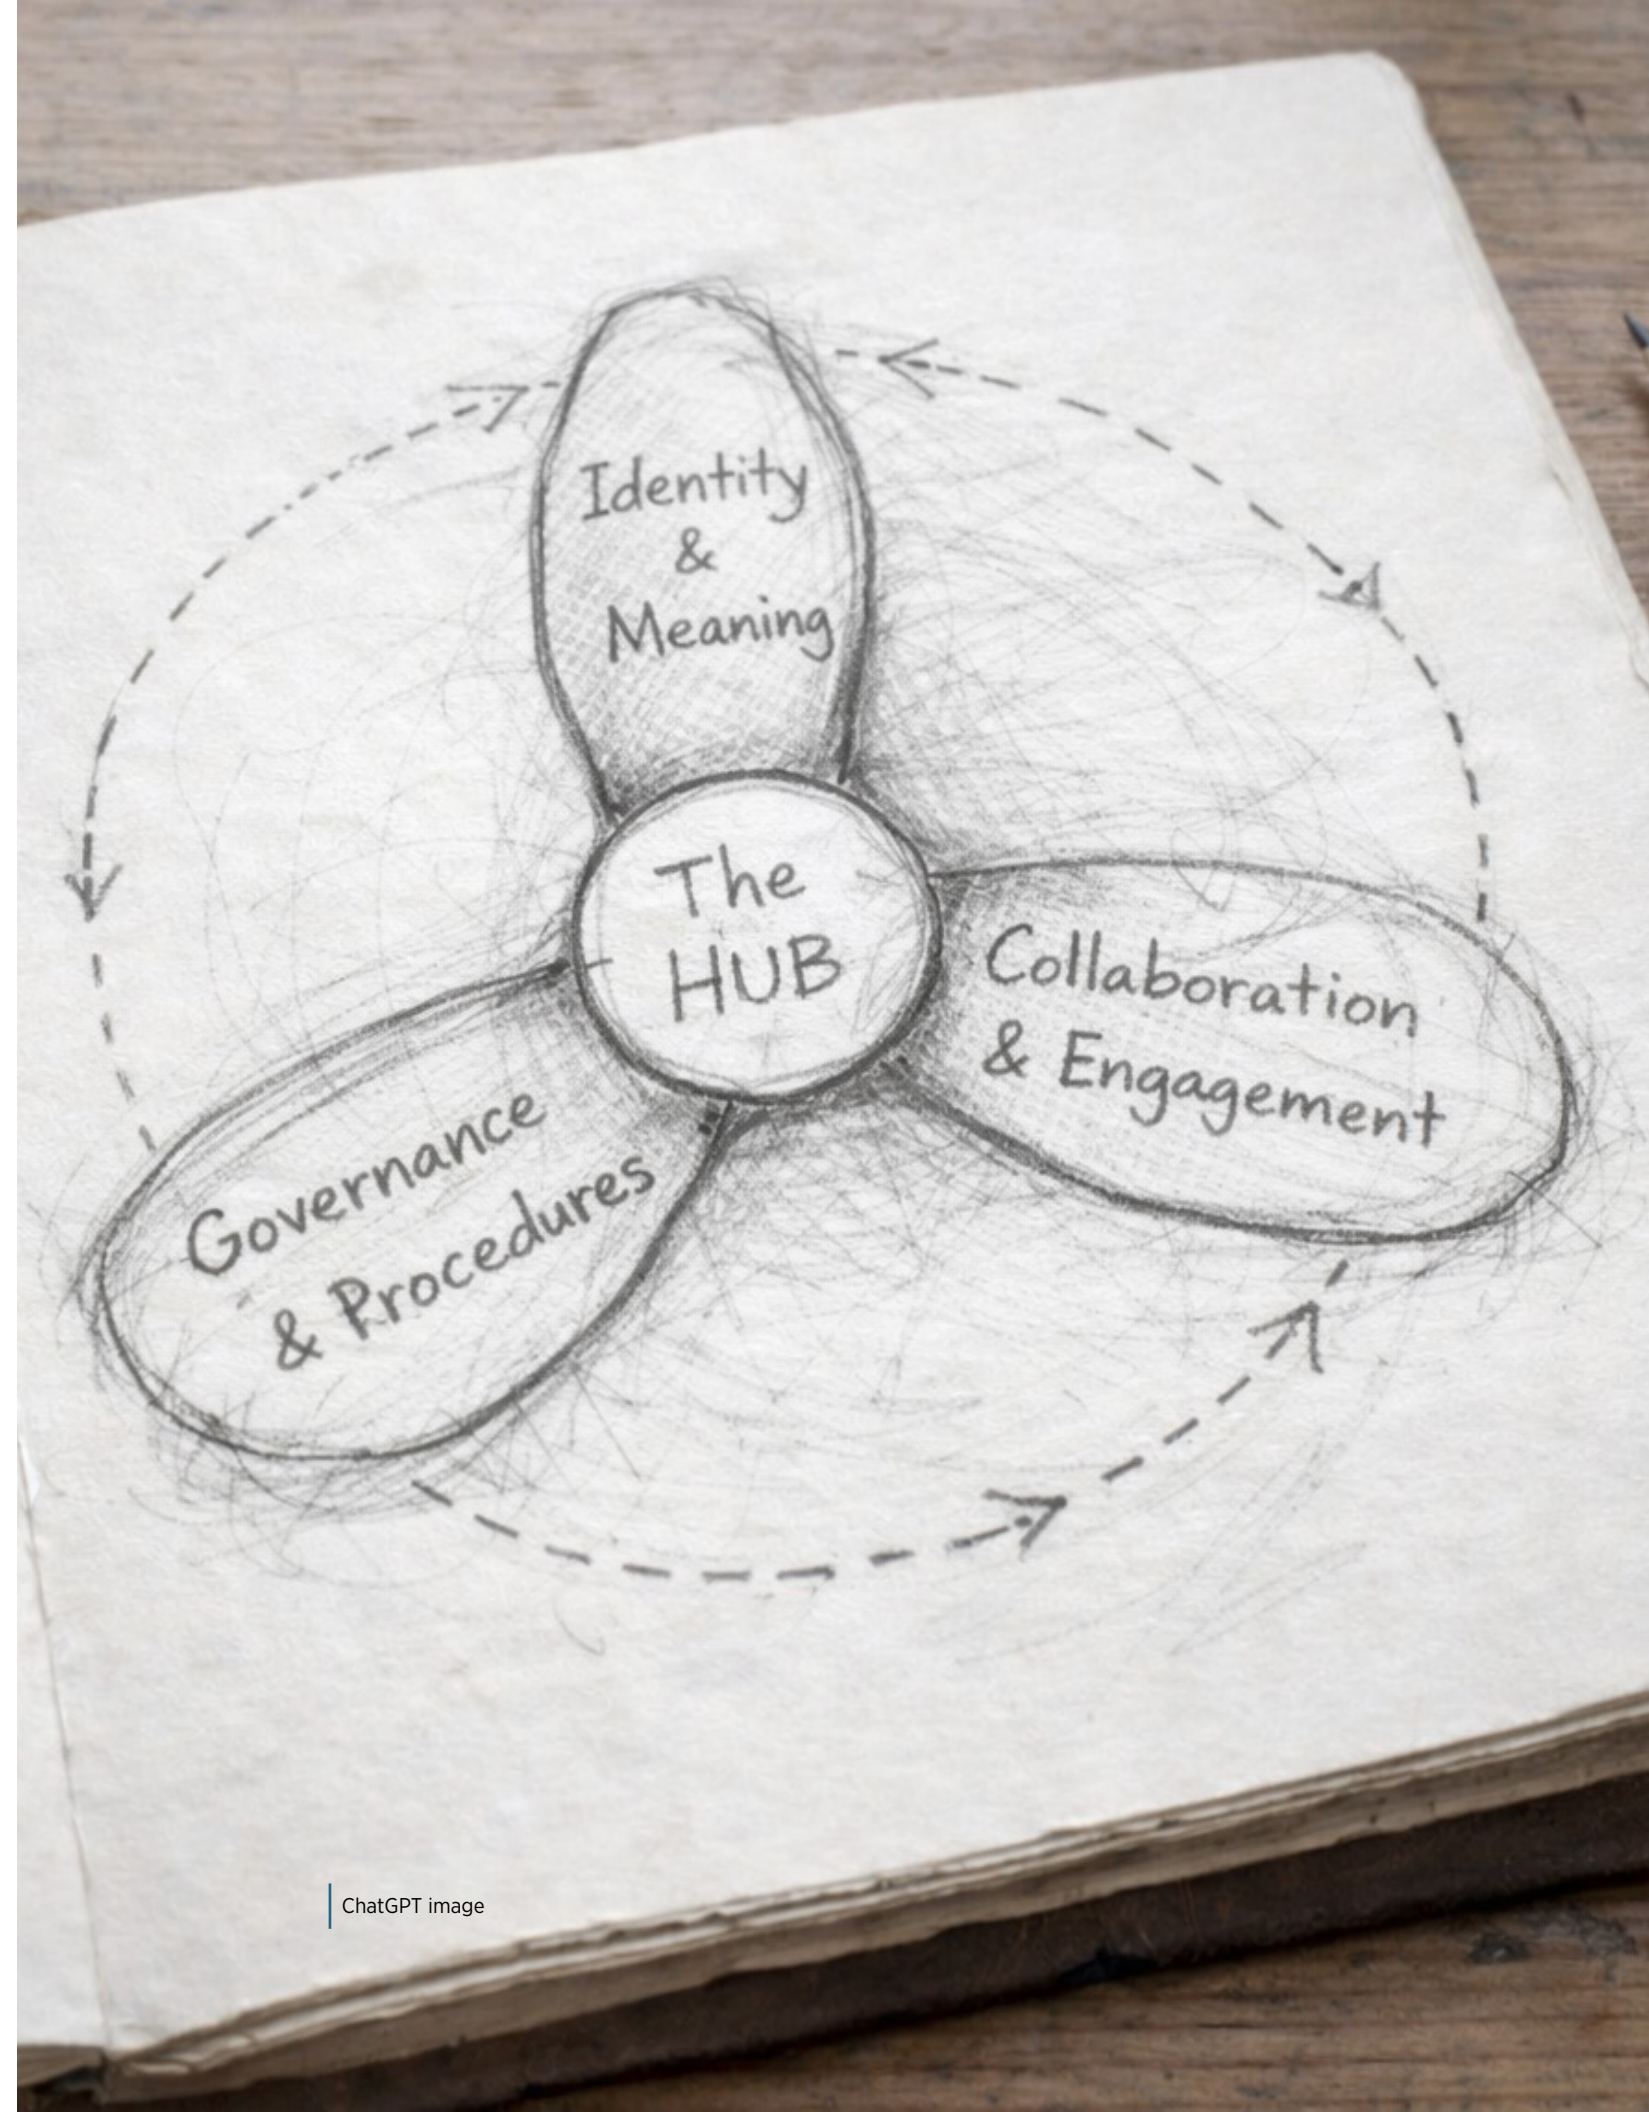 Identity
&
Meaning
The
HUB
Collaboration
& Engagement
Governance
& Procedures
ChatGPT image